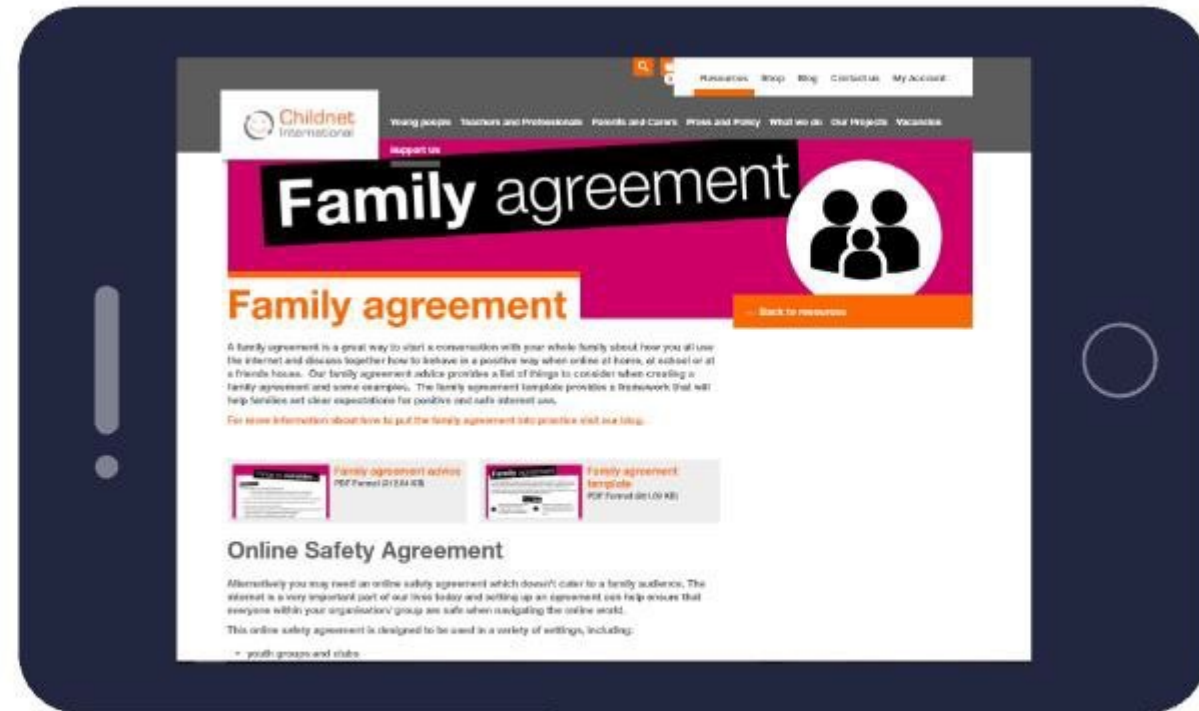 Resources Shop Blog Contact us My Account
Childnet
International
Young people Teachers and Professionals Parents and Carers Press and Policy What we do Our Projects Vacancies
Support Us
Family agreement
Family agreement
Back to resources
A family agreement is a great way to start a conversation with your whole family about how you all use
the internet and discuss together how to behave in a positive way when online at home, at school or at
a friends house. Our family agreement advice provides a list of things to consider when creating a
family agreement and some examples. The family agreement template provides a framework that will
help families set clear expectations for positive and safe internet use.
For more information about how to put the family agreement into practice visit our blog.
Family agreement advice
PDF Format
Family agreement
template
PDF Format
Things to consider
Family agreement
Online Safety Agreement
Alternatively you may need an online safety agreement which doesn't cater to a family audience. The
internet is a very important part of our lives today and setting up an agreement can help ensure that
everyone within your organisation/ group are safe when navigating the online world.
This online safety agreement is designed to be used in a variety of settings, including:
• youth groups and clubs